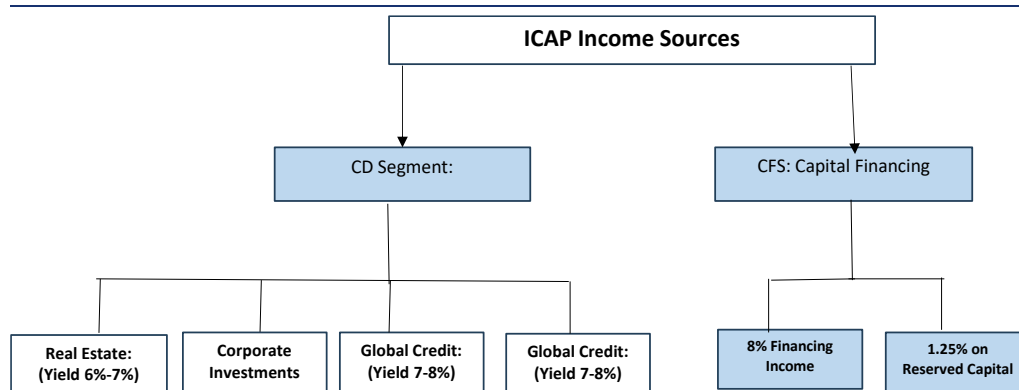 ICAP Income Sources
CD Segment:
CFS: Capital Financing
Real Estate:
(Yield 6%-7%)
Corporate
Investments
Global Credit:
(Yield 7-8%)
Global Credit:
(Yield 7-8%)
8% Financing
Income
1.25% on
Reserved Capital